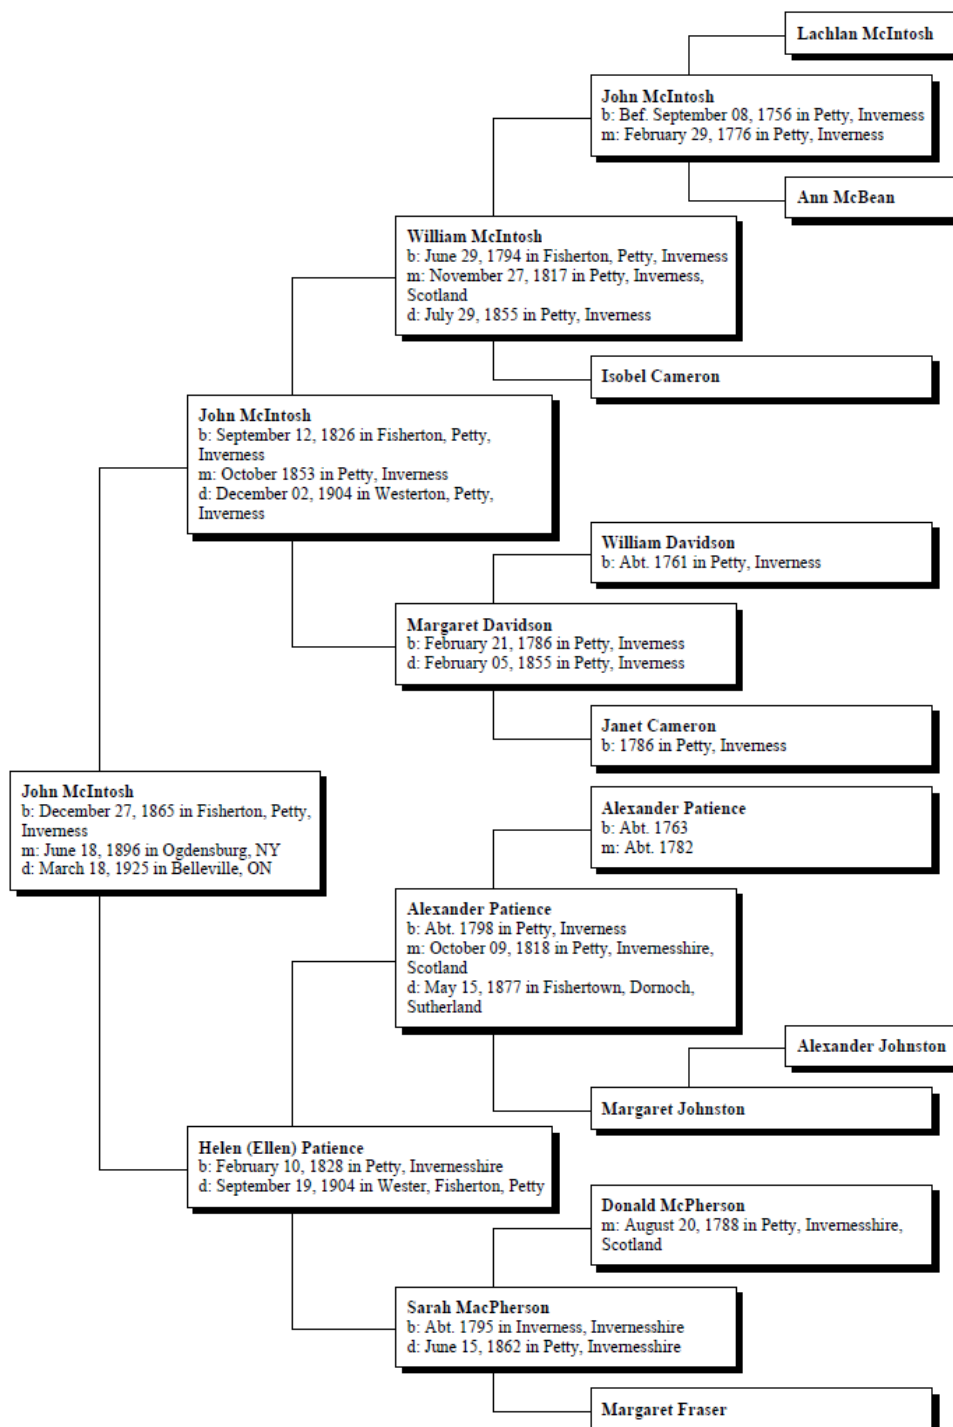 Lachlan McIntosh
John McIntosh
b: Bef. September 08, 1756 in Petty, Inverness
m: February 29, 1776 in Petty, Inverness
Ann McBean
William McIntosh
b: June 29, 1794 in Fisherton, Petty, Inverness
m: November 27, 1817 in Petty, Inverness,
Scotland
d: July 29, 1855 in Petty, Inverness
Isobel Cameron
John McIntosh
b: September 12, 1826 in Fisherton, Petty,
Inverness
m: October 1853 in Petty, Inverness
d: December 02, 1904 in Westerton, Petty,
Inverness
William Davidson
b: Abt. 1761 in Petty, Inverness
Margaret Davidson
b: February 21, 1786 in Petty, Inverness
d: February 05, 1855 in Petty, Inverness
Janet Cameron
b: 1786 in Petty, Inverness
John McIntosh
b: December 27, 1865 in Fisherton, Petty,
Inverness
m: June 18, 1896 in Ogdensburg, NY
d: March 18, 1925 in Belleville, ON
Alexander Patience
b: Abt. 1763
m: Abt. 1782
Alexander Patience
b: Abt. 1798 in Petty, Inverness
m: October 09, 1818 in Petty, Invernesshire,
Scotland
d: May 15, 1877 in Fishertown, Dornoch,
Sutherland
Alexander Johnston
Margaret Johnston
Helen (Ellen) Patience
b: February 10, 1828 in Petty, Invernesshire
d: September 19, 1904 in Wester, Fisherton, Petty
Donald McPherson
m: August 20, 1788 in Petty, Invernesshire,
Scotland
Sarah MacPherson
b: Abt. 1795 in Inverness, Invernesshire
d: June 15, 1862 in Petty, Invernesshire
Margaret Fraser